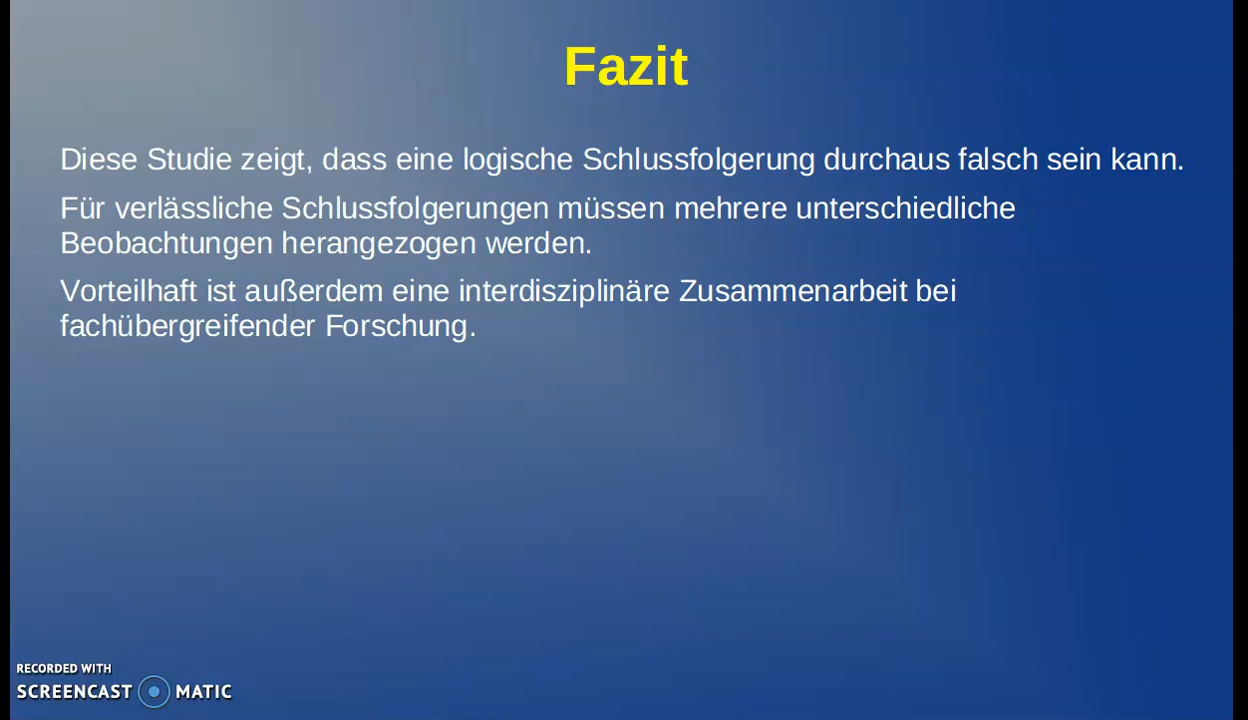 Fazit
Diese Studie zeigt, dass eine logische Schlussfolgerung durchaus falsch sein kann.
Für verlässliche Schlussfolgerungen müssen mehrere unterschiedliche
Beobachtungen herangezogen werden.
Vorteilhaft ist außerdem eine interdisziplinäre Zusammenarbeit bei
fachübergreifender Forschung.
RECORDED WITH
SCREENCAST MATIC